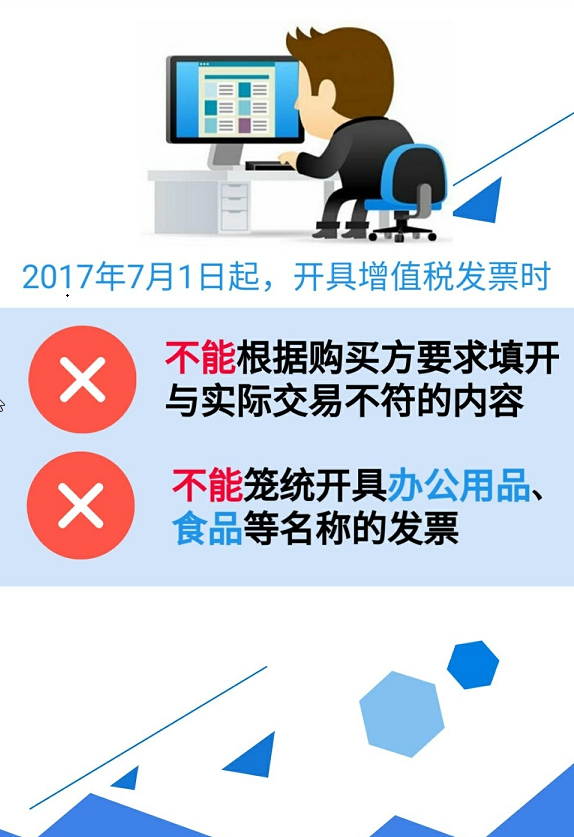 2017年7月1日起，开具增值税发票时
不能根据购买方要求填开
与实际交易不符的内容
不能笼统开具办公用品、
食品等名称的发票